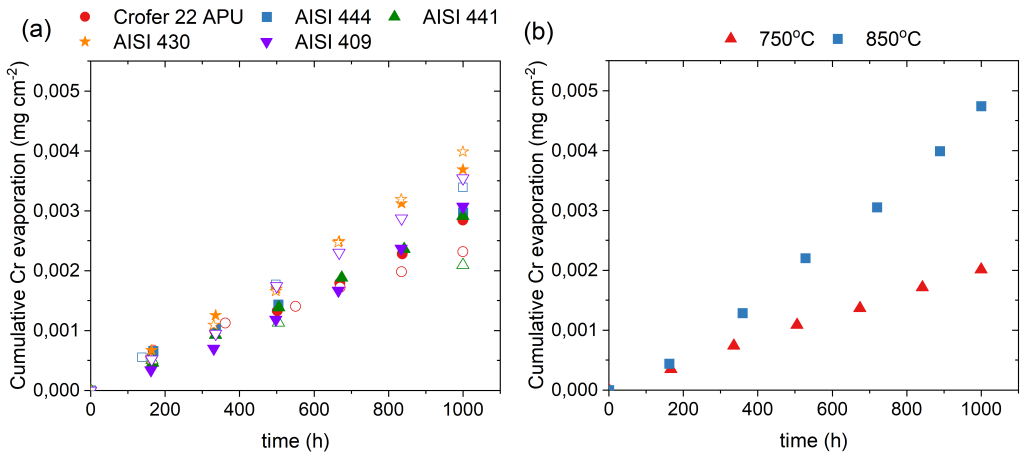 (a)
Crofer 22 APU
AISI 444
AISI 441
AISI 430
AISI 409
0,005
0,004
0,003
0,002
0,001
0,000
Cumulative Cr evaporation (mg cm-2)
0
200
400
600
800
1000
time (h)
(b)
750oC
850oC
0,005
0,004
0,003
0,002
0,001
0,000
Cumulative Cr evaporation (mg cm-2)
0
200
400
600
800
1000
time (h)